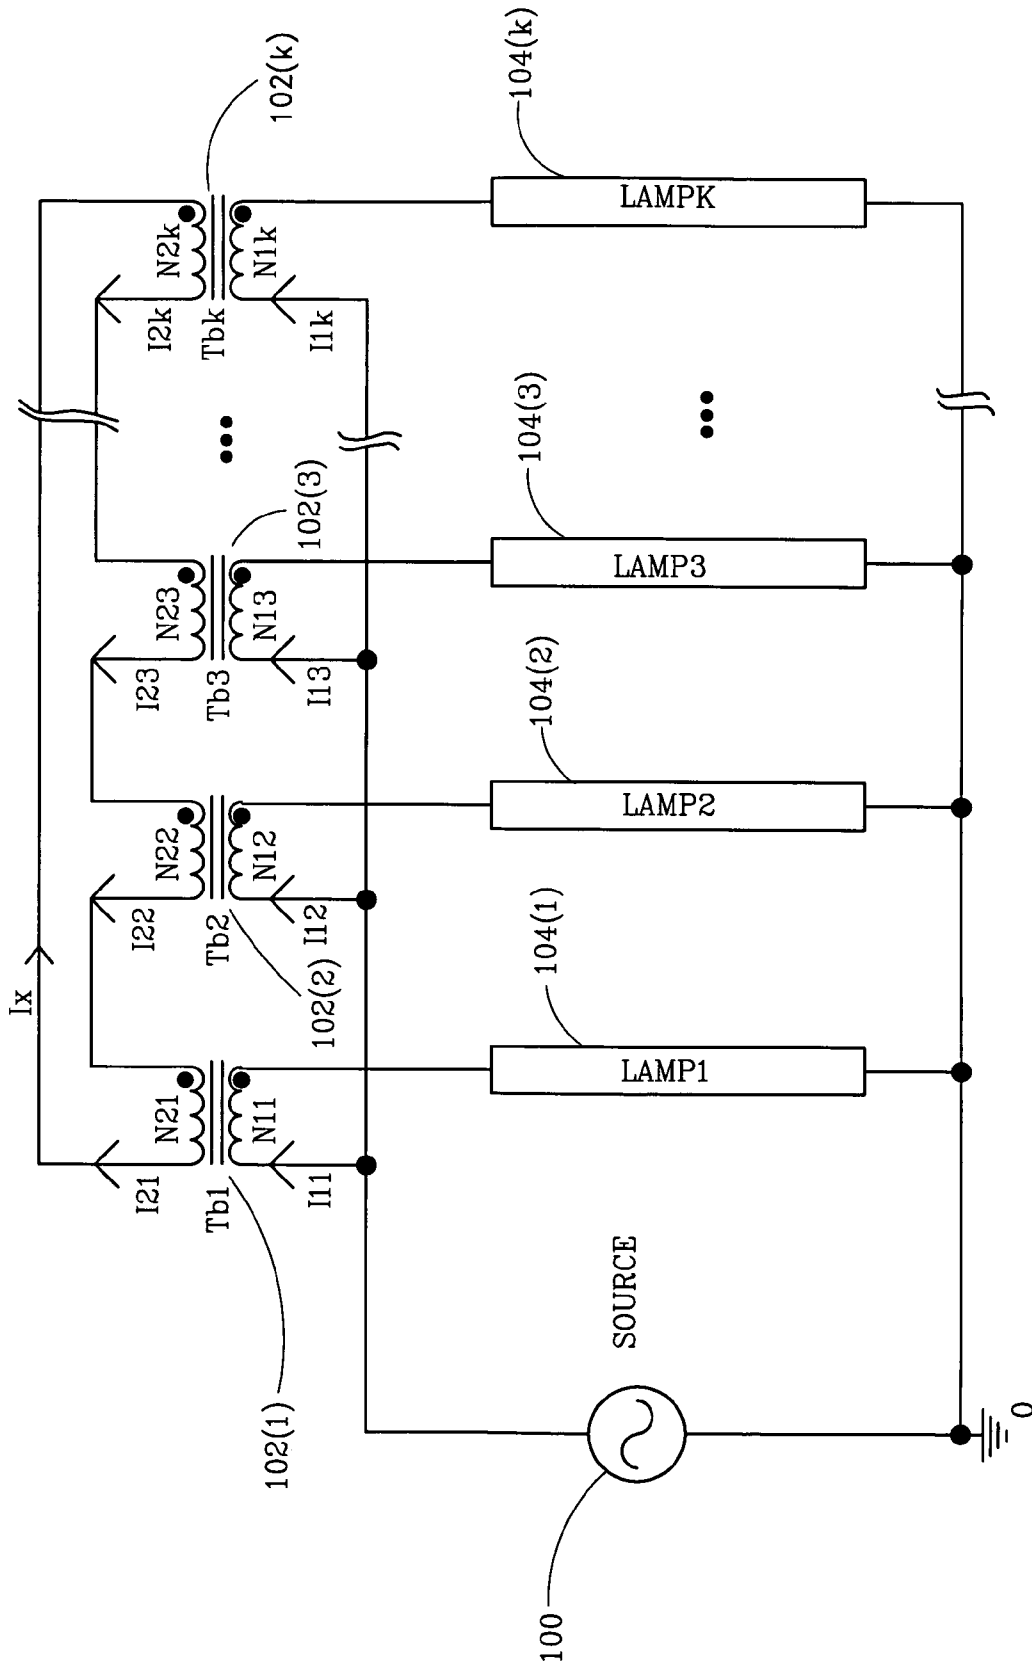 Ix
102(k)
N2k
I2k
Tbk
N1k
I1k
104(k)
LAMPK
N23
I23
Tb3
N13
I13
102(3)
104(3)
LAMP3
N22
I22
Tb2
N12
I12
102(2)
104(2)
LAMP2
N21
I21
Tb1
N11
I11
102(1)
104(1)
LAMP1
SOURCE
100
0